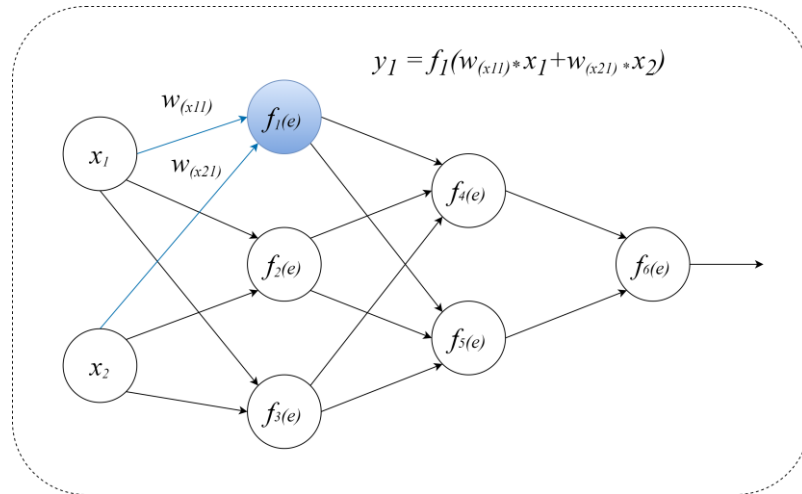 y1 = f1(w(x11)* x1+w(x21) * x2)
w(x11)
f1(e)
x1
w(x21)
f4(e)
f2(e)
f6(e)
f5(e)
x2
f3(e)